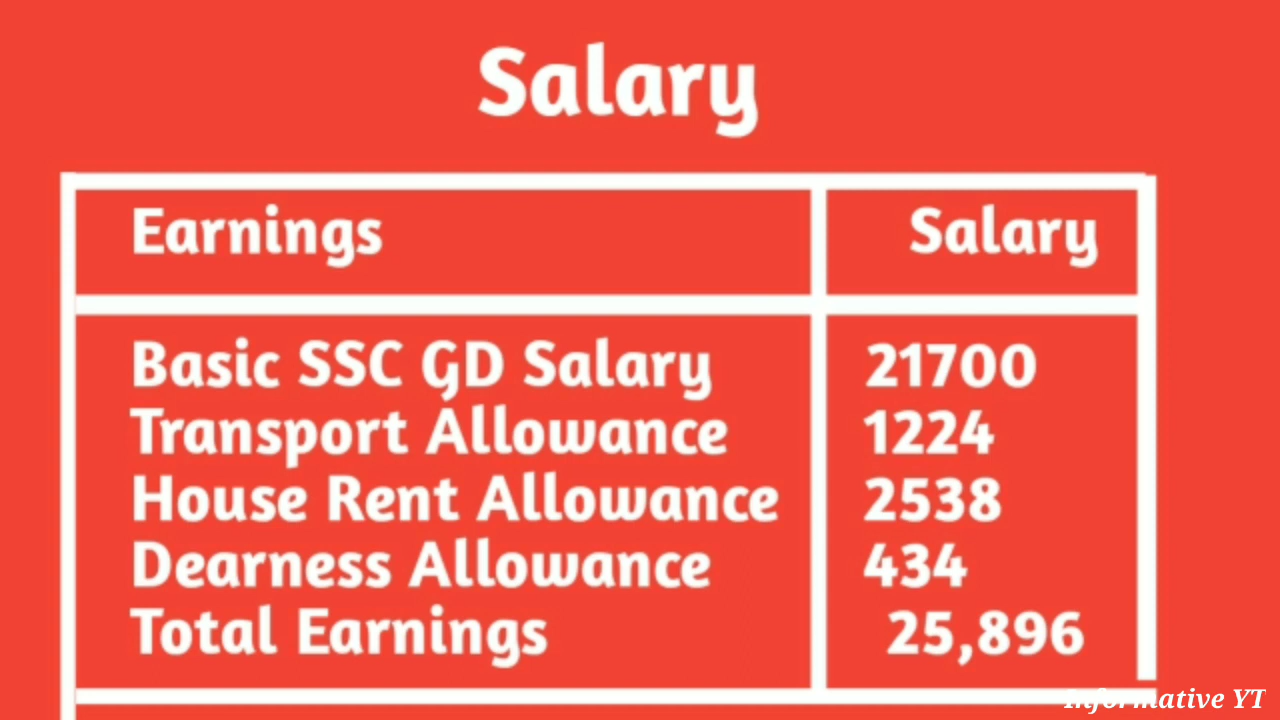 Salary
Earnings Salary
Basic SSC GD Salary 21700
Transport Allowance 1224
House Rent Allowance 2538
Dearness Allowance 434
Total Earnings 25,896
Informative YT